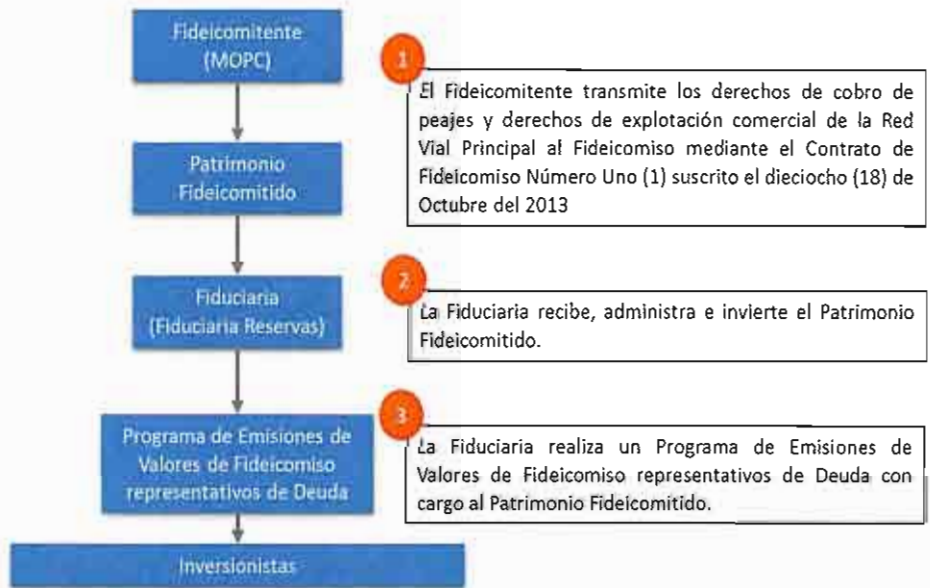 Fideicomitente
(MOPC)
1
El Fideicomitente transmite los derechos de cobro de
peajes y derechos de explotación comercial de la Red
Vial Principal al Fideicomiso mediante el Contrato de
Fideicomiso Número Uno (1) suscrito el dieciocho (18) de
Octubre del 2013
Patrimonio
Fideicomitido
2
Fiduciaria
(Fiduciaria Reservas)
La Fiduciaria recibe, administra e invierte el Patrimonio
Fideicomitido.
3
Programa de Emisiones de
Valores de Fideicomiso
representativos de Deuda
La Fiduciaria realiza un Programa de Emisiones de
Valores de Fideicomiso representativos de Deuda con
cargo al Patrimonio Fideicomitido.
Inversionistas